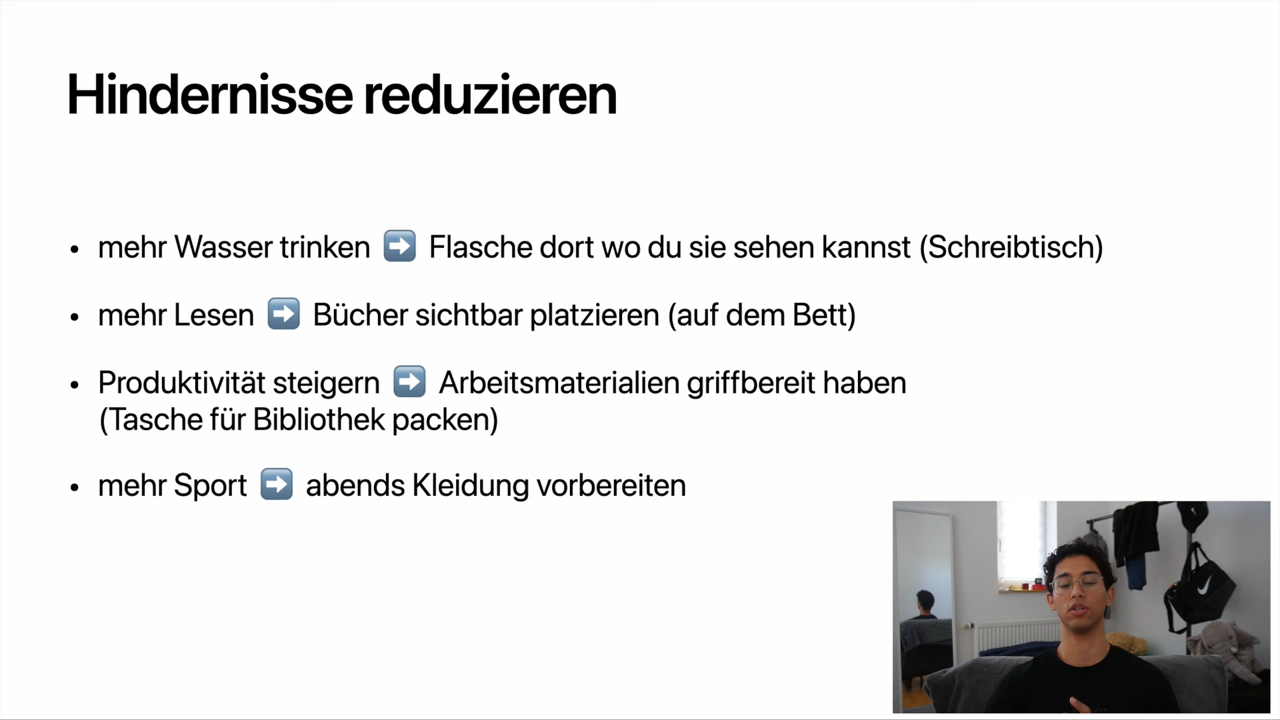 Hindernisse reduzieren
• mehr Wasser trinken ➡️ Flasche dort wo du sie sehen kannst (Schreibtisch)
• mehr Lesen ➡️ Bücher sichtbar platzieren (auf dem Bett)
• Produktivität steigern ➡️ Arbeitsmaterialien griffbereit haben
(Tasche für Bibliothek packen)
• mehr Sport ➡️ abends Kleidung vorbereiten